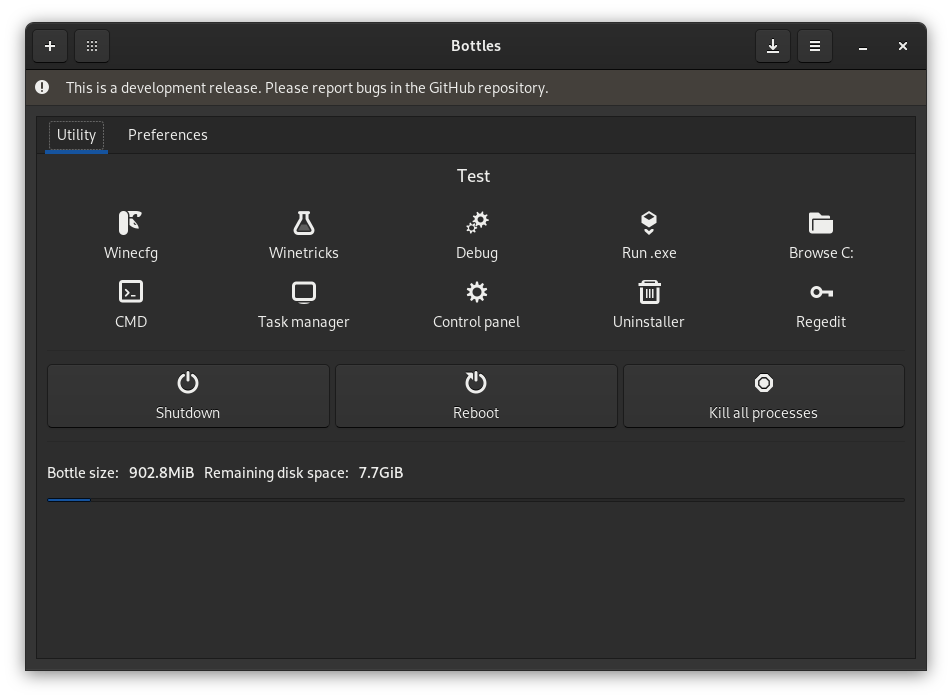 Bottles
This is a development release. Please report bugs in the GitHub repository.
Utility Preferences
Test
Winecfg Winetricks Debug Run .exe Browse C:
CMD Task manager Control panel Uninstaller Regedit
Shutdown Reboot Kill all processes
Bottle size: 902.8MiB Remaining disk space: 7.7GiB